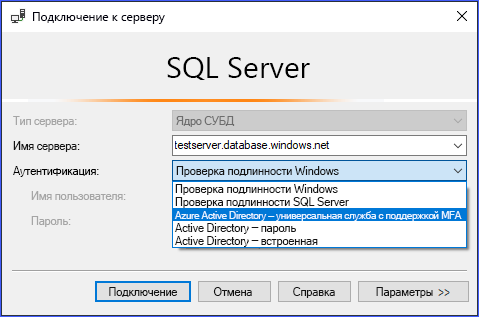 Подключение к серверу
SQL Server
Тип сервера: Ядро СУБД
Имя сервера: testserver.database.windows.net
Аутентификация: Проверка подлинности Windows
Проверка подлинности Windows
Имя пользователя:
Проверка подлинности SQL Server
Azure Active Directory – универсальная служба с поддержкой MFA
Пароль:
Active Directory – пароль
Active Directory – встроенная
Подключение Отмена Справка Параметры >>